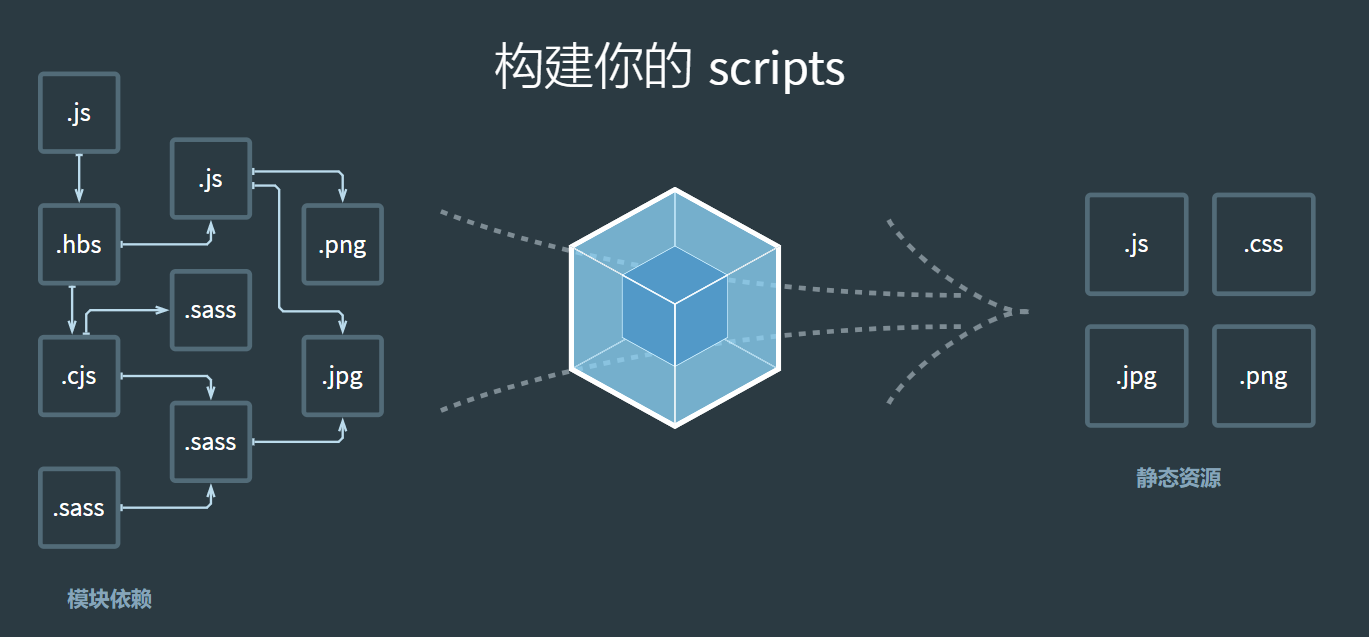 构建你的 scripts
.js
.js
.hbs
.png
.sass
.cjs
.jpg
.sass
.sass
模块依赖
.js
.css
.jpg
.png
静态资源